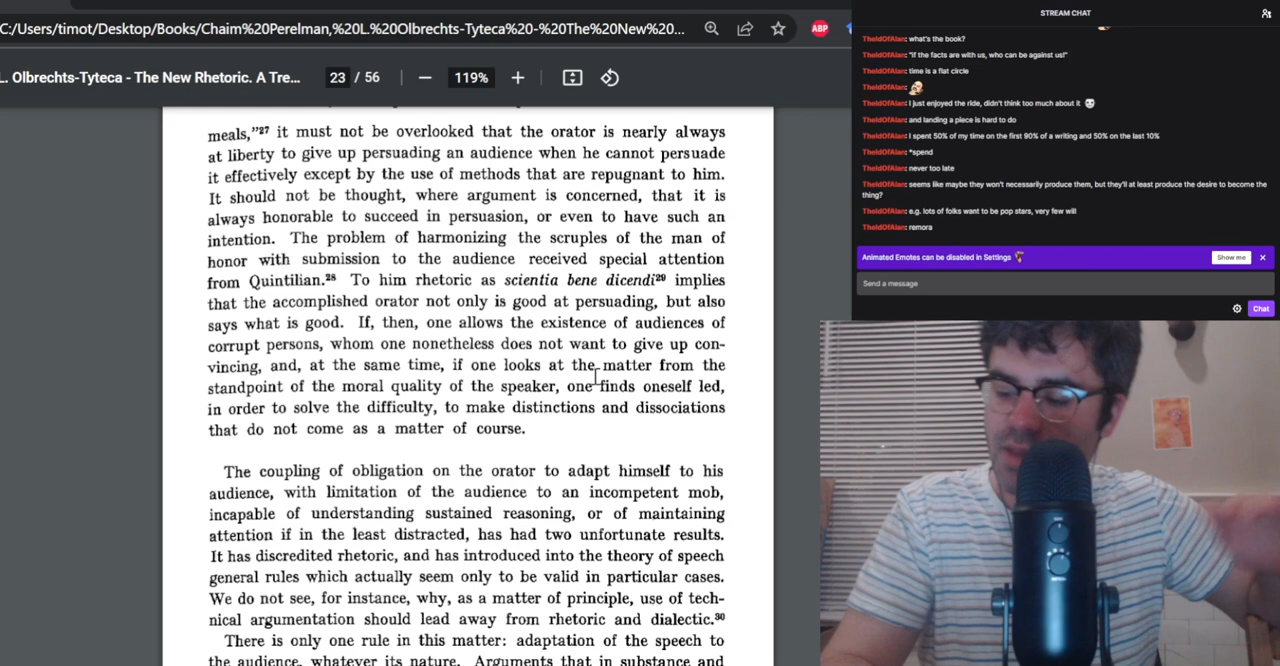 C:/Users/timot/Desktop/Books/Chaim%20Perelman,%20L.%20Olbrechts-Tyteca%20-%20The%20New%20...
ABP
L. Olbrechts-Tyteca - The New Rhetoric. A Tre...
23 / 56
119%
meals,"27 it must not be overlooked that the orator is nearly always
at liberty to give up persuading an audience when he cannot persuade
it effectively except by the use of methods that are repugnant to him.
It should not be thought, where argument is concerned, that it is
always honorable to succeed in persuasion, or even to have such an
intention. The problem of harmonizing the scruples of the man of
honor with submission to the audience received special attention
from Quintilian.28 To him rhetoric as scientia bene dicendi29 implies
that the accomplished orator not only is good at persuading, but also
says what is good. If, then, one allows the existence of audiences of
corrupt persons, whom one nonetheless does not want to give up con-
vincing, and, at the same time, if one looks at the matter from the
standpoint of the moral quality of the speaker, one finds oneself led,
in order to solve the difficulty, to make distinctions and dissociations
that do not come as a matter of course.
The coupling of obligation on the orator to adapt himself to his
audience, with limitation of the audience to an incompetent mob,
incapable of understanding sustained reasoning, or of maintaining
attention if in the least distracted, has had two unfortunate results.
It has discredited rhetoric, and has introduced into the theory of speech
general rules which actually seem only to be valid in particular cases.
We do not see, for instance, why, as a matter of principle, use of tech-
nical argumentation should lead away from rhetoric and dialectic.30
There is only one rule in this matter: adaptation of the speech to
the audience, whatever its nature. Arguments that in substance and
STREAM CHAT
TheIdOfAlan: what's the book?
TheIdOfAlan: "if the facts are with us, who can be against us!"
TheIdOfAlan: time is a flat circle
TheIdOfAlan:
TheIdOfAlan: I just enjoyed the ride, didn't think too much about it
TheIdOfAlan: and landing a piece is hard to do
TheIdOfAlan: I spent 50% of my time on the first 90% of a writing and 50% on the last 10%
TheIdOfAlan: *spend
TheIdOfAlan: never too late
TheIdOfAlan: seems like maybe they won't necessarily produce them, but they'll at least produce the desire to become the
thing?
TheIdOfAlan: e.g. lots of folks want to be pop stars, very few will
TheIdOfAlan: remora
Animated Emotes can be disabled in Settings
Show me
Send a message
Chat